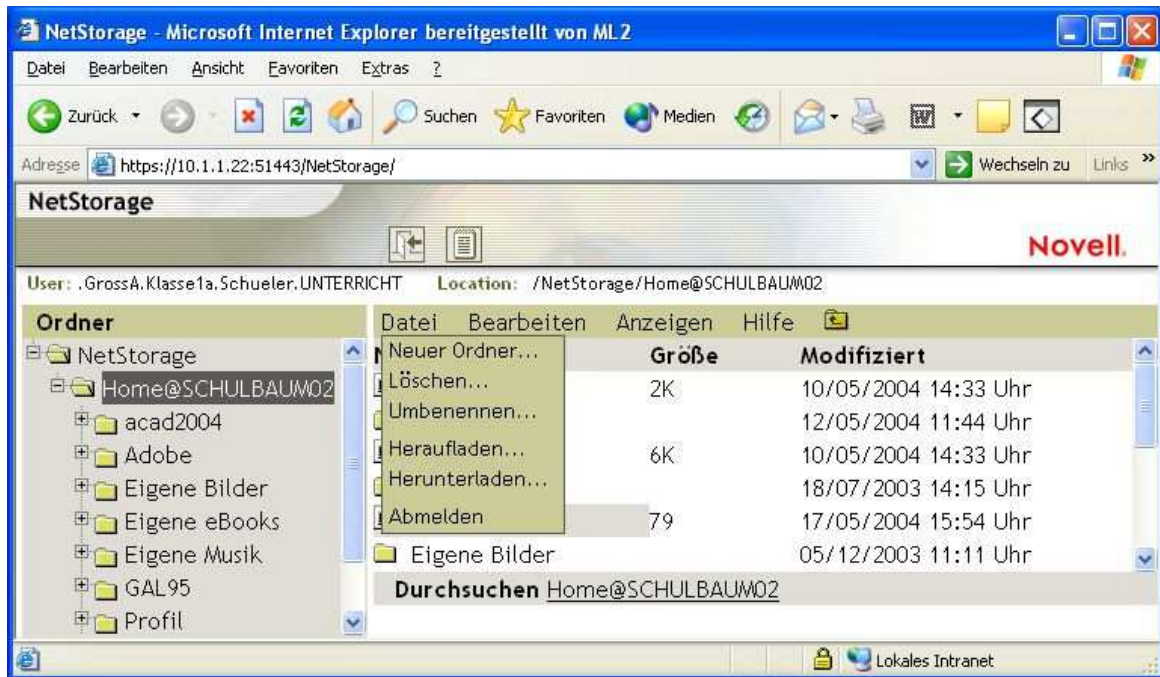 NetStorage - Microsoft Internet Explorer bereitgestellt von ML2
Datei Bearbeiten Ansicht Favoriten Extras ?
Zurück Suchen Favoriten Medien
Adresse https://10.1.1.22:51443/NetStorage/ Wechseln zu Links »
NetStorage
Novell.
User: .GrossA.Klasse1a.Schueler.UNTERRICHT Location: /NetStorage/Home@SCHULBAUM02
Ordner
NetStorage
Home@SCHULBAUM02
acad2004
Adobe
Eigene Bilder
Eigene eBooks
Eigene Musik
GAL95
Profil
Datei Bearbeiten Anzeigen Hilfe
Neuer Ordner...
Löschen...
Umbenennen...
Heraufladen...
Herunterladen...
Abmelden
Größe Modifiziert
2K 10/05/2004 14:33 Uhr
12/05/2004 11:44 Uhr
6K 10/05/2004 14:33 Uhr
18/07/2003 14:15 Uhr
79 17/05/2004 15:54 Uhr
Eigene Bilder 05/12/2003 11:11 Uhr
Durchsuchen Home@SCHULBAUM02
Lokales Intranet